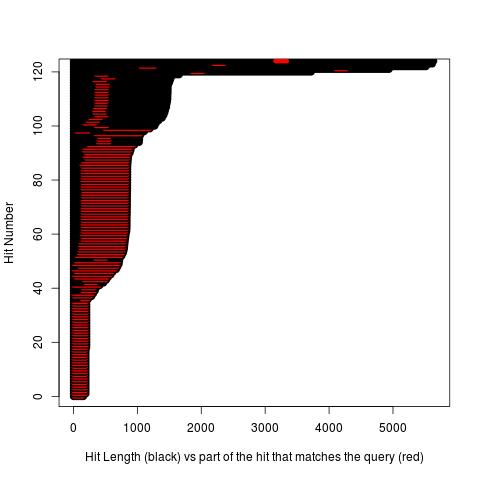 120
100
80
60
40
20
0
Hit Number
0 1000 2000 3000 4000 5000
Hit Length (black) vs part of the hit that matches the query (red)